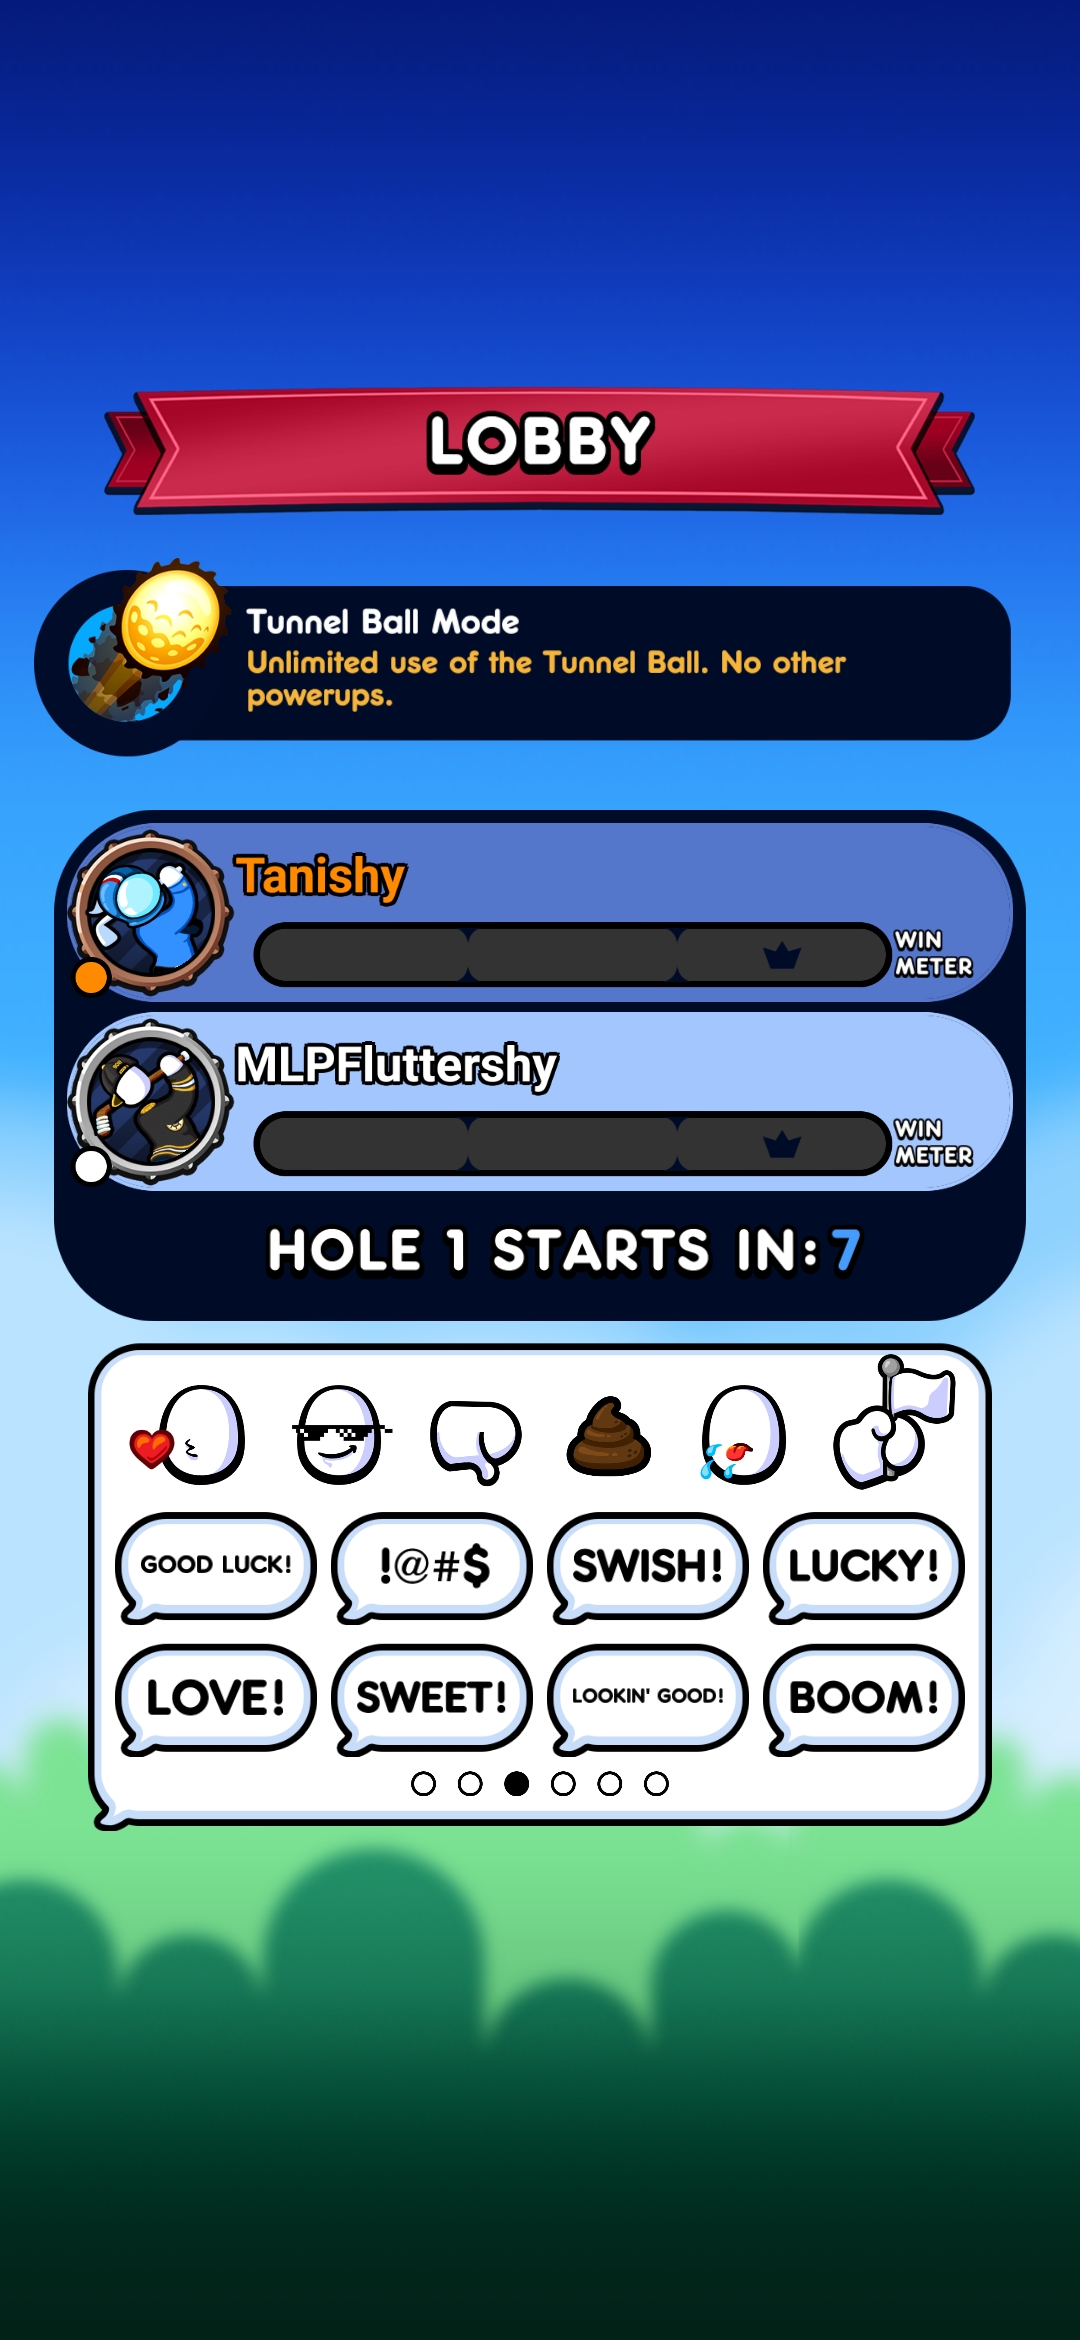 LOBBY
Tunnel Ball Mode
Unlimited use of the Tunnel Ball. No other
powerups.
Tanishy
WIN
METER
MLPFluttershy
WIN
METER
HOLE 1 STARTS IN: 7
GOOD LUCK!
!@#$
SWISH!
LUCKY!
LOVE!
SWEET!
LOOKIN' GOOD!
BOOM!